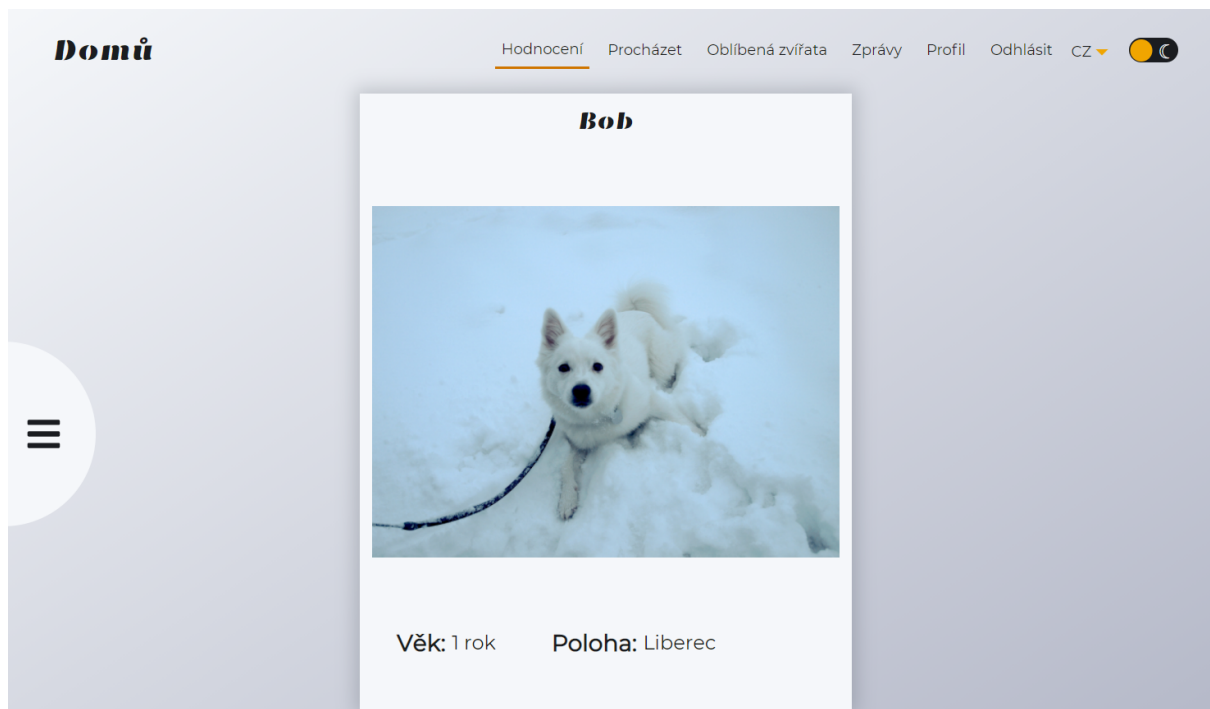 Domů
Hodnocení Procházet Oblíbená zvířata Zprávy Profil Odhlásit CZ
Bob
Věk: 1 rok Poloha: Liberec